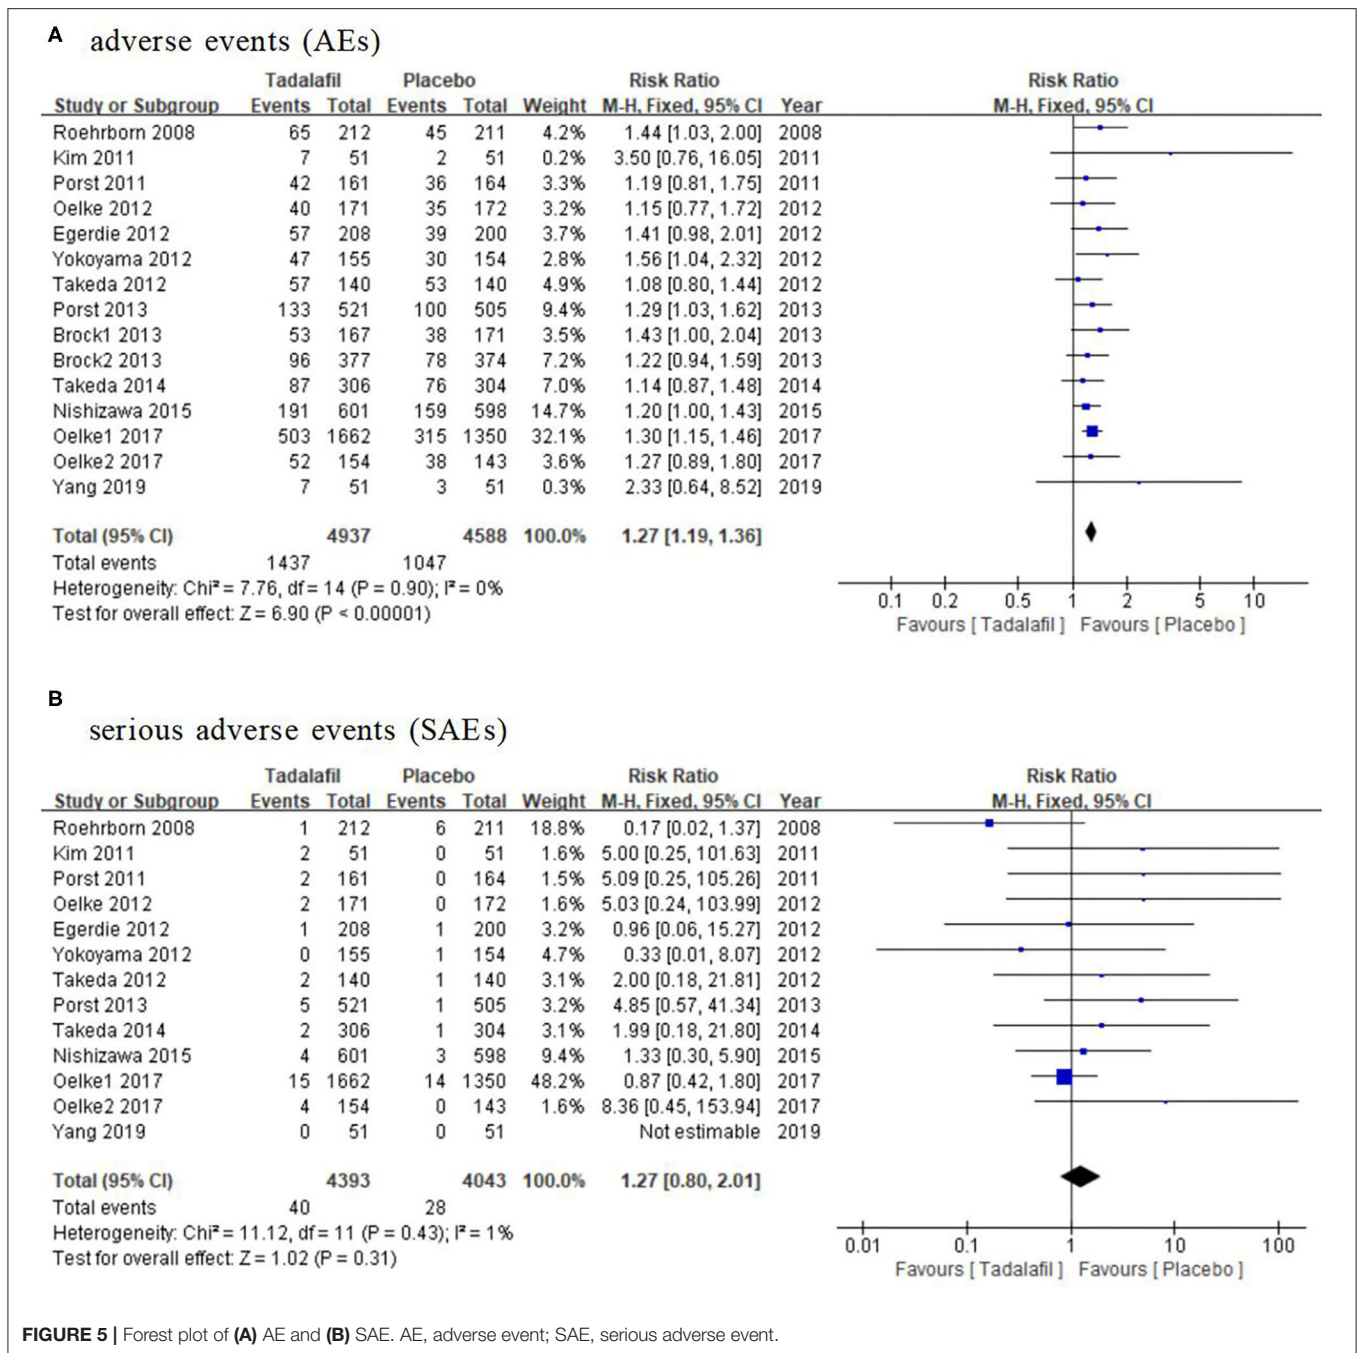 A adverse events (AEs)
Tadalafil Placebo Risk Ratio Risk Ratio
Study or Subgroup Events Total Events Total Weight M-H, Fixed, 95% CI Year M-H, Fixed, 95% CI
Roehrborn 2008 65 212 45 211 4.2% 1.44 [1.03, 2.00] 2008
Kim 2011 7 51 2 51 0.2% 3.50 [0.76, 16.05] 2011
Porst 2011 42 161 36 164 3.3% 1.19 [0.81, 1.75] 2011
Oelke 2012 40 171 35 172 3.2% 1.15 [0.77, 1.72] 2012
Egerdie 2012 57 208 39 200 3.7% 1.41 [0.98, 2.01] 2012
Yokoyama 2012 47 155 30 154 2.8% 1.56 [1.04, 2.32] 2012
Takeda 2012 57 140 53 140 4.9% 1.08 [0.80, 1.44] 2012
Porst 2013 133 521 100 505 9.4% 1.29 [1.03, 1.62] 2013
Brock1 2013 53 167 38 171 3.5% 1.43 [1.00, 2.04] 2013
Brock2 2013 96 377 78 374 7.2% 1.22 [0.94, 1.59] 2013
Takeda 2014 87 306 76 304 7.0% 1.14 [0.87, 1.48] 2014
Nishizawa 2015 191 601 159 598 14.7% 1.20 [1.00, 1.43] 2015
Oelke1 2017 503 1662 315 1350 32.1% 1.30 [1.15, 1.46] 2017
Oelke2 2017 52 154 38 143 3.6% 1.27 [0.89, 1.80] 2017
Yang 2019 7 51 3 51 0.3% 2.33 [0.64, 8.52] 2019
Total (95% CI) 4937 4588 100.0% 1.27 [1.19, 1.36]
Total events 1437 1047
Heterogeneity: Chi² = 7.76, df = 14 (P = 0.90); I² = 0%
Test for overall effect: Z = 6.90 (P < 0.00001)
0.1 0.2 0.5 1 2 5 10
Favours [Tadalafil] Favours [Placebo]
B
serious adverse events (SAEs)
Tadalafil Placebo Risk Ratio Risk Ratio
Study or Subgroup Events Total Events Total Weight M-H, Fixed, 95% CI Year M-H, Fixed, 95% CI
Roehrborn 2008 1 212 6 211 18.8% 0.17 [0.02, 1.37] 2008
Kim 2011 2 51 0 51 1.6% 5.00 [0.25, 101.63] 2011
Porst 2011 2 161 0 164 1.5% 5.09 [0.25, 105.26] 2011
Oelke 2012 2 171 0 172 1.6% 5.03 [0.24, 103.99] 2012
Egerdie 2012 1 208 1 200 3.2% 0.96 [0.06, 15.27] 2012
Yokoyama 2012 0 155 1 154 4.7% 0.33 [0.01, 8.07] 2012
Takeda 2012 2 140 1 140 3.1% 2.00 [0.18, 21.81] 2012
Porst 2013 5 521 1 505 3.2% 4.85 [0.57, 41.34] 2013
Takeda 2014 2 306 1 304 3.1% 1.99 [0.18, 21.80] 2014
Nishizawa 2015 4 601 3 598 9.4% 1.33 [0.30, 5.90] 2015
Oelke1 2017 15 1662 14 1350 48.2% 0.87 [0.42, 1.80] 2017
Oelke2 2017 4 154 0 143 1.6% 8.36 [0.45, 153.94] 2017
Yang 2019 0 51 0 51 Not estimable 2019
Total (95% CI) 4393 4043 100.0% 1.27 [0.80, 2.01]
Total events 40 28
Heterogeneity: Chi² = 11.12, df = 11 (P = 0.43); I² = 1%
Test for overall effect: Z = 1.02 (P = 0.31)
0.01 0.1 1 10 100
Favours [Tadalafil] Favours [Placebo]
FIGURE 5 | Forest plot of (A) AE and (B) SAE. AE, adverse event; SAE, serious adverse event.